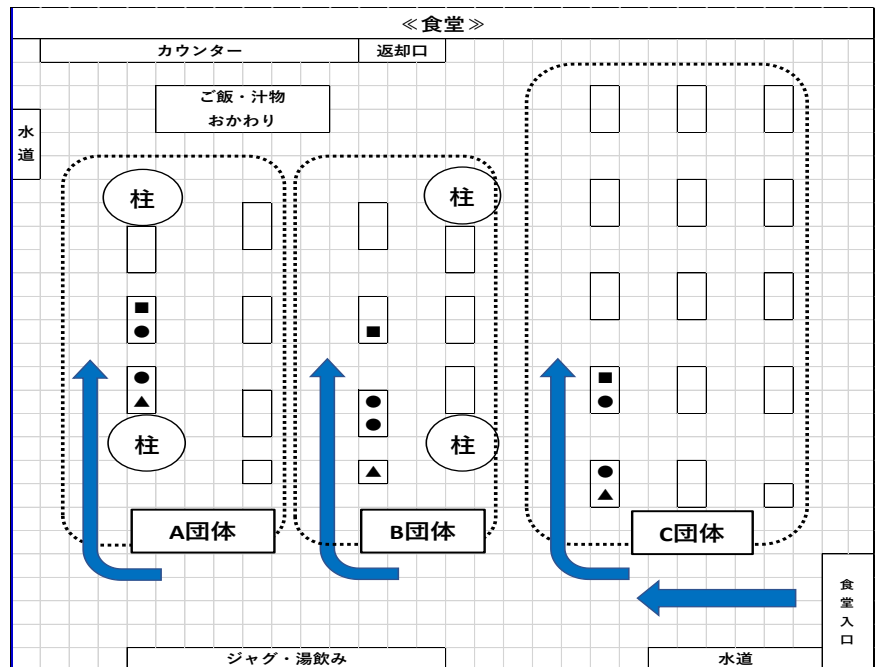 ≪食堂≫
カウンター
返却口
ご飯・汁物
おかわり
水
道
柱
柱
柱
柱
A団体
B団体
C団体
食
堂
入
口
ジャグ・湯飲み
水道